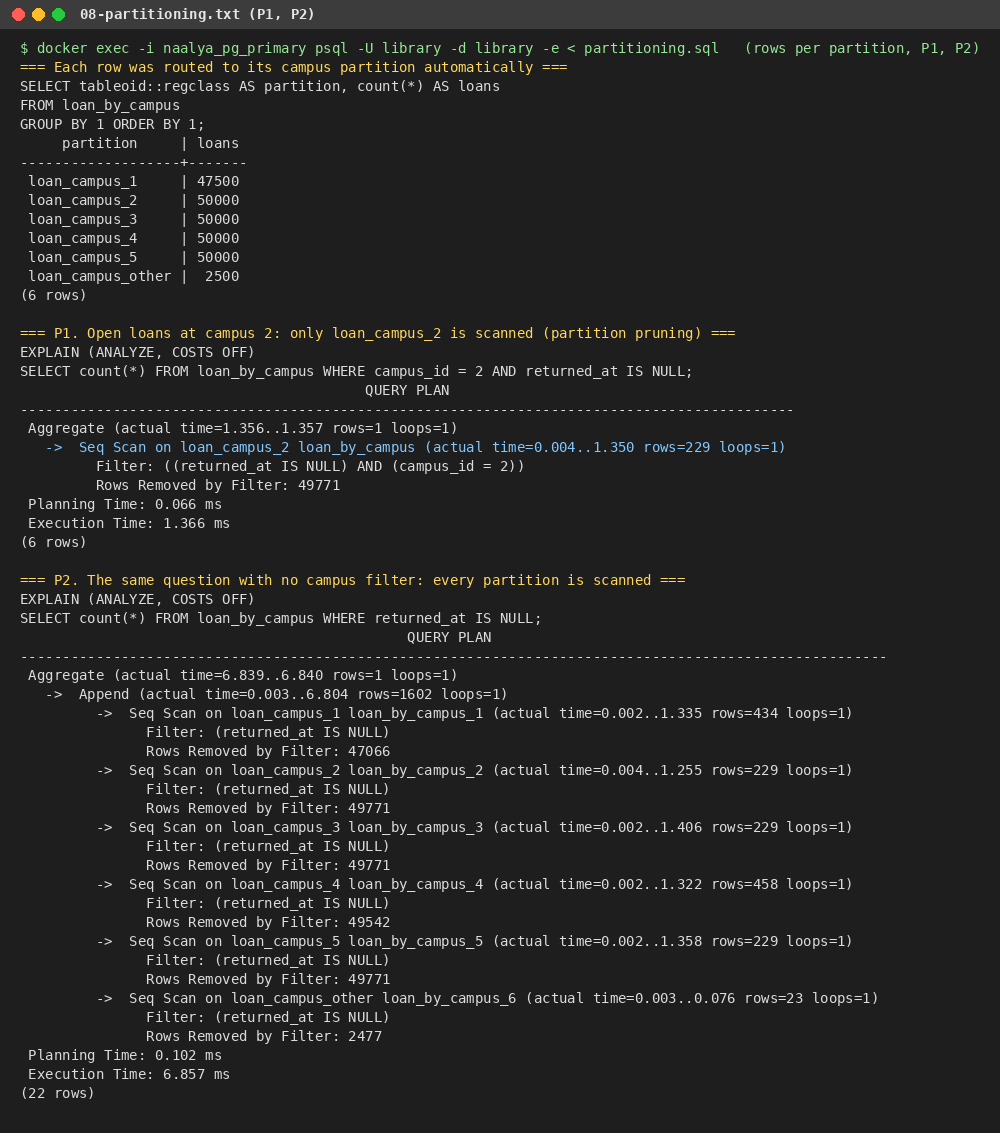 08-partitioning.txt (P1, P2)
$ docker exec -i naalya_pg_primary psql -U library -d library -e < partitioning.sql   (rows per partition, P1, P2)
=== Each row was routed to its campus partition automatically ===
SELECT tableoid::regclass AS partition, count(*) AS loans
FROM loan_by_campus
GROUP BY 1 ORDER BY 1;
     partition     | loans
-------------------+-------
 loan_campus_1     | 47500
 loan_campus_2     | 50000
 loan_campus_3     | 50000
 loan_campus_4     | 50000
 loan_campus_5     | 50000
 loan_campus_other |  2500
(6 rows)

=== P1. Open loans at campus 2: only loan_campus_2 is scanned (partition pruning) ===
EXPLAIN (ANALYZE, COSTS OFF)
SELECT count(*) FROM loan_by_campus WHERE campus_id = 2 AND returned_at IS NULL;
                                         QUERY PLAN
--------------------------------------------------------------------------------------------
 Aggregate (actual time=1.356..1.357 rows=1 loops=1)
   ->  Seq Scan on loan_campus_2 loan_by_campus (actual time=0.004..1.350 rows=229 loops=1)
         Filter: ((returned_at IS NULL) AND (campus_id = 2))
         Rows Removed by Filter: 49771
 Planning Time: 0.066 ms
 Execution Time: 1.366 ms
(6 rows)

=== P2. The same question with no campus filter: every partition is scanned ===
EXPLAIN (ANALYZE, COSTS OFF)
SELECT count(*) FROM loan_by_campus WHERE returned_at IS NULL;
                                              QUERY PLAN
-------------------------------------------------------------------------------------------------------
 Aggregate (actual time=6.839..6.840 rows=1 loops=1)
   ->  Append (actual time=0.003..6.804 rows=1602 loops=1)
         ->  Seq Scan on loan_campus_1 loan_by_campus_1 (actual time=0.002..1.335 rows=434 loops=1)
               Filter: (returned_at IS NULL)
               Rows Removed by Filter: 47066
         ->  Seq Scan on loan_campus_2 loan_by_campus_2 (actual time=0.004..1.255 rows=229 loops=1)
               Filter: (returned_at IS NULL)
               Rows Removed by Filter: 49771
         ->  Seq Scan on loan_campus_3 loan_by_campus_3 (actual time=0.002..1.406 rows=229 loops=1)
               Filter: (returned_at IS NULL)
               Rows Removed by Filter: 49771
         ->  Seq Scan on loan_campus_4 loan_by_campus_4 (actual time=0.002..1.322 rows=458 loops=1)
               Filter: (returned_at IS NULL)
               Rows Removed by Filter: 49542
         ->  Seq Scan on loan_campus_5 loan_by_campus_5 (actual time=0.002..1.358 rows=229 loops=1)
               Filter: (returned_at IS NULL)
               Rows Removed by Filter: 49771
         ->  Seq Scan on loan_campus_other loan_by_campus_6 (actual time=0.003..0.076 rows=23 loops=1)
               Filter: (returned_at IS NULL)
               Rows Removed by Filter: 2477
 Planning Time: 0.102 ms
 Execution Time: 6.857 ms
(22 rows)